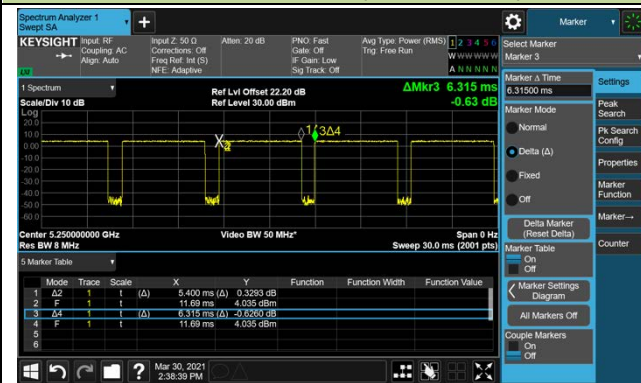 Spectrum Analyzer 1
Swept SA
+
Marker
KEYSIGHT
Input: RF
Coupling: AC
Align: Auto
Input Z: 50 Ω
Corrections: Off
Freq Ref: Int (S)
NFE: Adaptive
Atten: 20 dB
PNO: Fast
Gate: Off
IF Gain: Low
Sig Track: Off
Avg Type: Power (RMS)
Trig: Free Run
1 2 3 4 5 6
W W W W W W
A N N N N N
LXI
1 Spectrum
Scale/Div 10 dB
Ref Lvl Offset 22.20 dB
Ref Level 30.00 dBm
ΔMkr3 6.315 ms
-0.63 dB
Log
20.0
10.0
0.00
-10.0
-20.0
-30.0
-40.0
-50.0
-60.0
3Δ4
Center 5.250000000 GHz
Res BW 8 MHz
Video BW 50 MHz*
Span 0 Hz
Sweep 30.0 ms (2001 pts)
5 Marker Table
Mode Trace Scale X Y Function Function Width Function Value
1 Δ2 1 t (Δ) 5.400 ms (Δ) 0.3293 dB
2 F 1 t 11.69 ms 4.035 dBm
3 Δ4 1 t (Δ) 6.315 ms (Δ) -0.6260 dB
4 F 1 t 11.69 ms 4.035 dBm
5
6
Mar 30, 2021
2:38:39 PM
Select Marker
Marker 3
Marker Δ Time
6.31500 ms
Marker Mode
Normal
Delta (Δ)
Fixed
Off
Delta Marker
(Reset Delta)
Marker Table
On
Off
Marker Settings
Diagram
All Markers Off
Couple Markers
On
Off
Settings
Peak
Search
Pk Search
Config
Properties
Marker
Function
Marker→
Counter